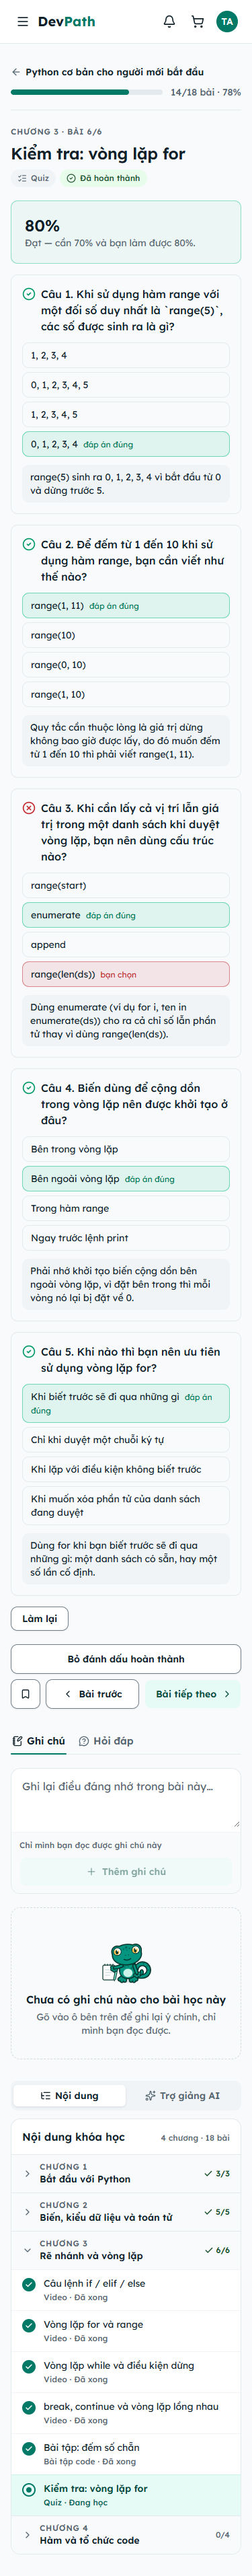 DevPath
TA
Python cơ bản cho người mới bắt đầu
14/18 bài · 78%
CHƯƠNG 3 · BÀI 6/6
Kiểm tra: vòng lặp for
Quiz
Đã hoàn thành
80%
Đạt — cần 70% và bạn làm được 80%.
Câu 1. Khi sử dụng hàm range với
một đối số duy nhất là `range(5)`,
các số được sinh ra là gì?
1, 2, 3, 4
0, 1, 2, 3, 4, 5
1, 2, 3, 4, 5
0, 1, 2, 3, 4 đáp án đúng
range(5) sinh ra 0, 1, 2, 3, 4 vì bắt đầu từ 0
và dừng trước 5.
Câu 2. Để đếm từ 1 đến 10 khi sử
dụng hàm range, bạn cần viết như
thế nào?
range(1, 11) đáp án đúng
range(10)
range(0, 10)
range(1, 10)
Quy tắc cần thuộc lòng là giá trị dừng
không bao giờ được lấy, do đó muốn đếm
từ 1 đến 10 thì phải viết range(1, 11).
Câu 3. Khi cần lấy cả vị trí lẫn giá
trị trong một danh sách khi duyệt
vòng lặp, bạn nên dùng cấu trúc
nào?
range(start)
enumerate đáp án đúng
append
range(len(ds)) bạn chọn
Dùng enumerate (ví dụ for i, ten in
enumerate(ds)) cho ra cả chỉ số lẫn phần
tử thay vì dùng range(len(ds)).
Câu 4. Biến dùng để cộng dồn
trong vòng lặp nên được khởi tạo ở
đâu?
Bên trong vòng lặp
Bên ngoài vòng lặp đáp án đúng
Trong hàm range
Ngay trước lệnh print
Phải nhớ khởi tạo biến cộng dồn bên
ngoài vòng lặp, vì đặt bên trong thì mỗi
vòng nó lại bị đặt về 0.
Câu 5. Khi nào thì bạn nên ưu tiên
sử dụng vòng lặp for?
Khi biết trước sẽ đi qua những gì đáp án
đúng
Chỉ khi duyệt một chuỗi ký tự
Khi lặp với điều kiện không biết trước
Khi muốn xóa phần tử của danh sách
đang duyệt
Dùng for khi bạn biết trước sẽ đi qua
những gì: một danh sách có sẵn, hay một
số lần cố định.
Làm lại
Bỏ đánh dấu hoàn thành
Bài trước
Bài tiếp theo
Ghi chú
Hỏi đáp
Ghi lại điều đáng nhớ trong bài này...
Chỉ mình bạn đọc được ghi chú này
Thêm ghi chú
Chưa có ghi chú nào cho bài học này
Gõ vào ô bên trên để ghi lại ý chính, chỉ
mình bạn đọc được.
Nội dung
Trợ giảng AI
Nội dung khóa học
4 chương · 18 bài
CHƯƠNG 1
Bắt đầu với Python
3/3
CHƯƠNG 2
Biến, kiểu dữ liệu và toán tử
5/5
CHƯƠNG 3
Rẽ nhánh và vòng lặp
6/6
Câu lệnh if / elif / else
Video · Đã xong
Vòng lặp for và range
Video · Đã xong
Vòng lặp while và điều kiện dừng
Video · Đã xong
break, continue và vòng lặp lồng nhau
Video · Đã xong
Bài tập: đếm số chẵn
Bài tập code · Đã xong
Kiểm tra: vòng lặp for
Quiz · Đang học
CHƯƠNG 4
Hàm và tổ chức code
0/4